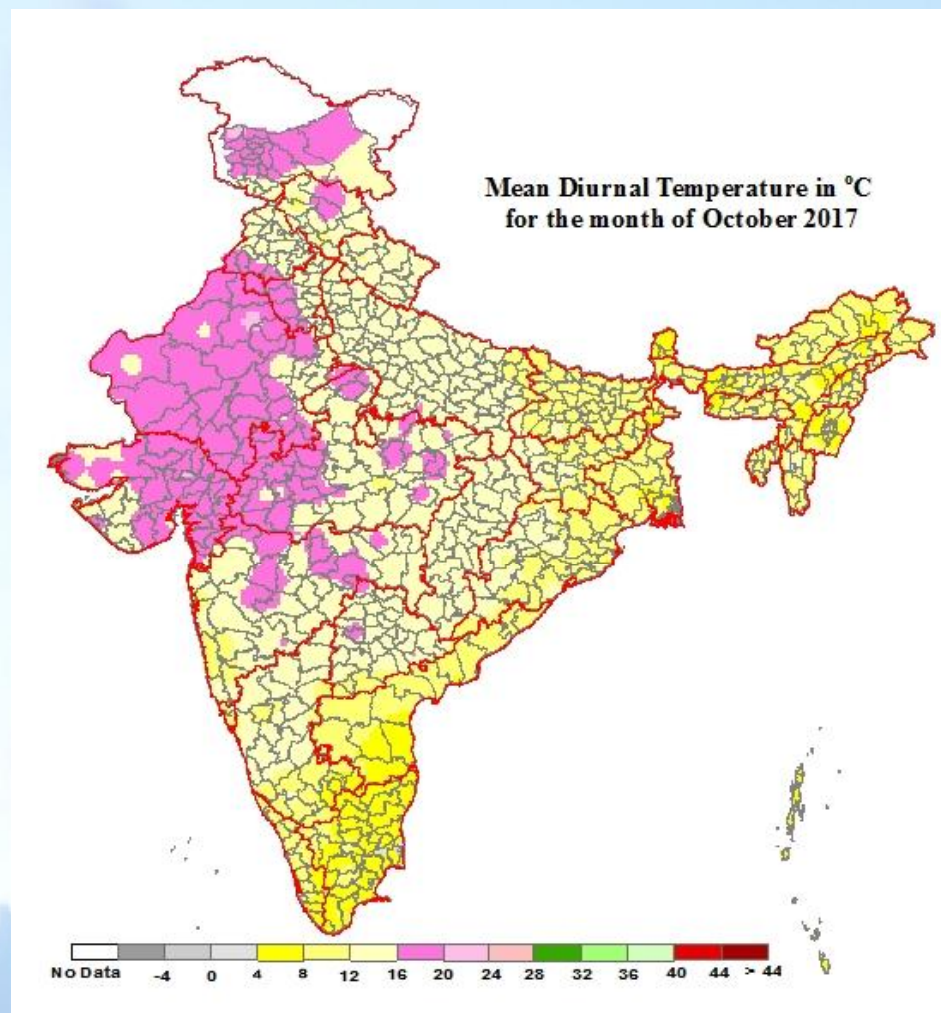 Mean Diurnal Temperature in °C
for the month of October 2017
No Data -4 0 4 8 12 16 20 24 28 32 36 40 44 > 44